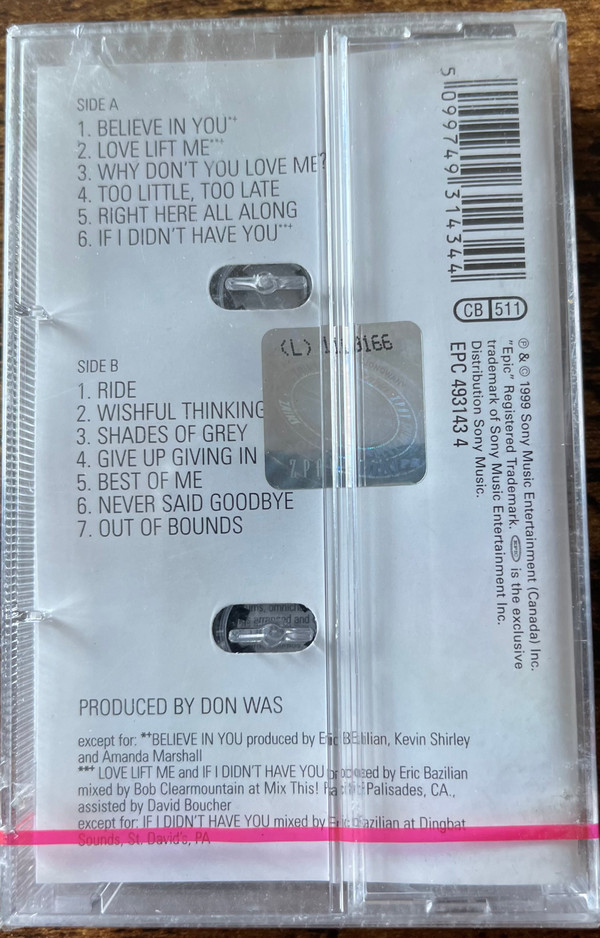 SIDE A
1. BELIEVE IN YOU**
2. LOVE LIFT ME***
3. WHY DON'T YOU LOVE ME?
4. TOO LITTLE, TOO LATE
5. RIGHT HERE ALL ALONG
6. IF I DIDN'T HAVE YOU***
SIDE B
1. RIDE
2. WISHFUL THINKING
3. SHADES OF GREY
4. GIVE UP GIVING IN
5. BEST OF ME
6. NEVER SAID GOODBYE
7. OUT OF BOUNDS
PRODUCED BY DON WAS
except for: **BELIEVE IN YOU produced by Eric Bazilian, Kevin Shirley
and Amanda Marshall
*** LOVE LIFT ME and IF I DIDN'T HAVE YOU produced by Eric Bazilian
mixed by Bob Clearmountain at Mix This! Pacific Palisades, CA.,
assisted by David Boucher
except for: IF I DIDN'T HAVE YOU mixed by Eric Bazilian at Dingbat
Sounds, St. David's, PA
(L) 3166
5 099749 314344
CB 511
℗ & © 1999 Sony Music Entertainment (Canada) Inc.
"Epic" Registered Trademark. is the exclusive
trademark of Sony Music Entertainment Inc.
Distribution Sony Music.
EPC 493143 4